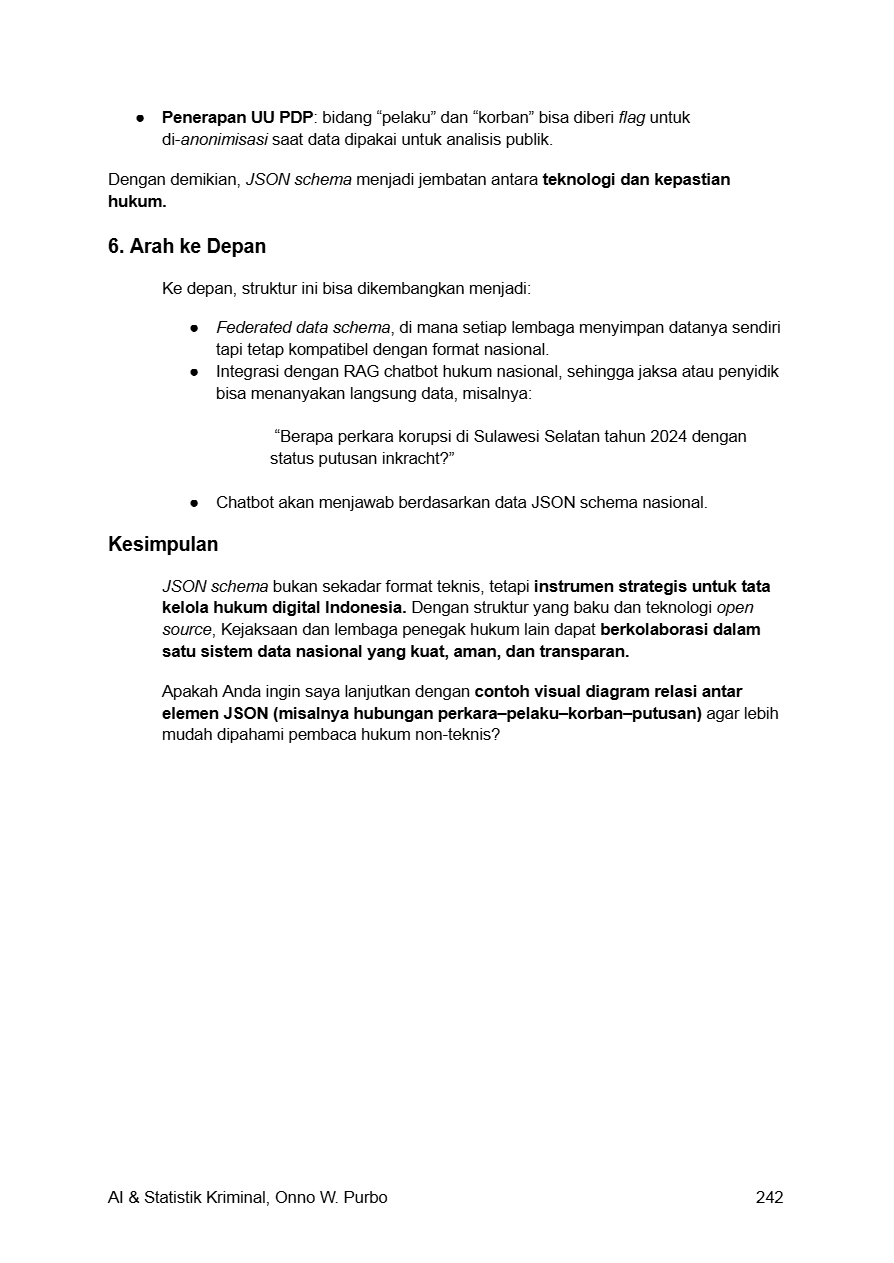 ● Penerapan UU PDP: bidang “pelaku” dan “korban” bisa diberi flag untuk
di-anonimisasi saat data dipakai untuk analisis publik.
Dengan demikian, JSON schema menjadi jembatan antara teknologi dan kepastian
hukum.
6. Arah ke Depan
Ke depan, struktur ini bisa dikembangkan menjadi:
● Federated data schema, di mana setiap lembaga menyimpan datanya sendiri
tapi tetap kompatibel dengan format nasional.
● Integrasi dengan RAG chatbot hukum nasional, sehingga jaksa atau penyidik
bisa menanyakan langsung data, misalnya:
“Berapa perkara korupsi di Sulawesi Selatan tahun 2024 dengan
status putusan inkracht?”
● Chatbot akan menjawab berdasarkan data JSON schema nasional.
Kesimpulan
JSON schema bukan sekadar format teknis, tetapi instrumen strategis untuk tata
kelola hukum digital Indonesia. Dengan struktur yang baku dan teknologi open
source, Kejaksaan dan lembaga penegak hukum lain dapat berkolaborasi dalam
satu sistem data nasional yang kuat, aman, dan transparan.
Apakah Anda ingin saya lanjutkan dengan contoh visual diagram relasi antar
elemen JSON (misalnya hubungan perkara–pelaku–korban–putusan) agar lebih
mudah dipahami pembaca hukum non-teknis?
AI & Statistik Kriminal, Onno W. Purbo 242